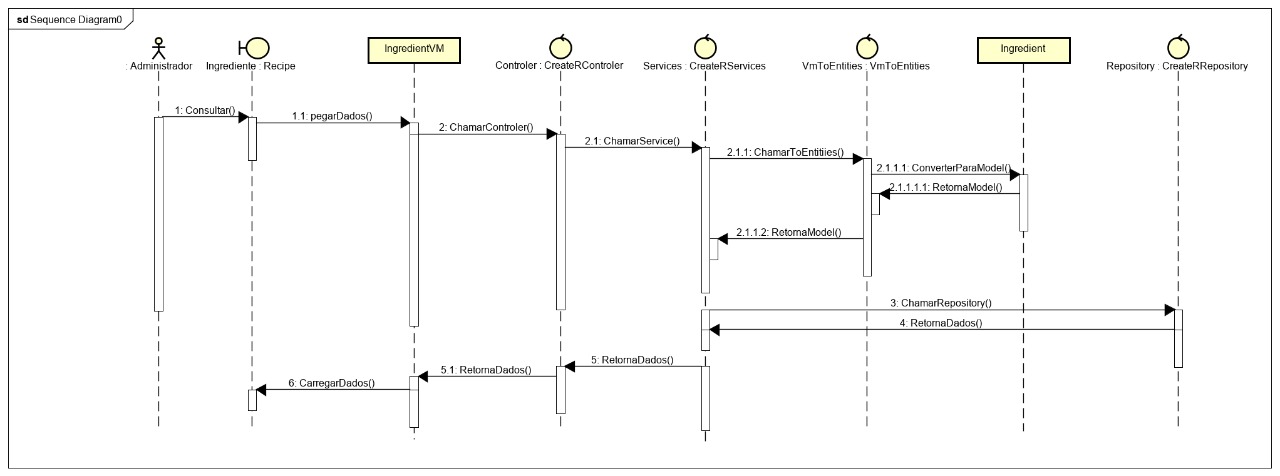 sd Sequence Diagram0
: Administrador
Ingrediente : Recipe
IngredientVM
Controler : CreateRControler
Services : CreateRServices
VmToEntities : VmToEntities
Ingredient
Repository : CreateRRepository
1: Consultar()
1.1: pegarDados()
2: ChamarControler()
2.1: ChamarService()
2.1.1: ChamarToEntitiies()
2.1.1.1: ConverterParaModel()
2.1.1.1.1: RetornaModel()
2.1.1.2: RetornaModel()
3: ChamarRepository()
4: RetornaDados()
5: RetornaDados()
5.1: RetornaDados()
6: CarregarDados()